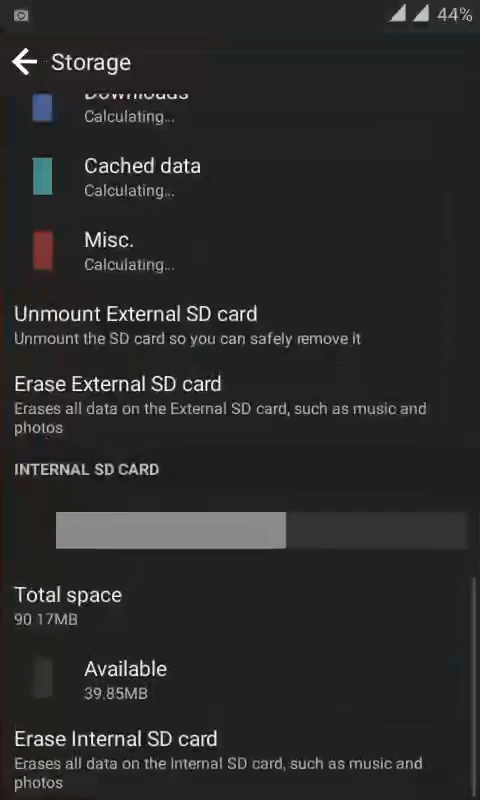 44%
Storage
Downloads
Calculating...
Cached data
Calculating...
Misc.
Calculating...
Unmount External SD card
Unmount the SD card so you can safely remove it
Erase External SD card
Erases all data on the External SD card, such as music and
photos
INTERNAL SD CARD
Total space
90.17MB
Available
39.85MB
Erase Internal SD card
Erases all data on the Internal SD card, such as music and
photos